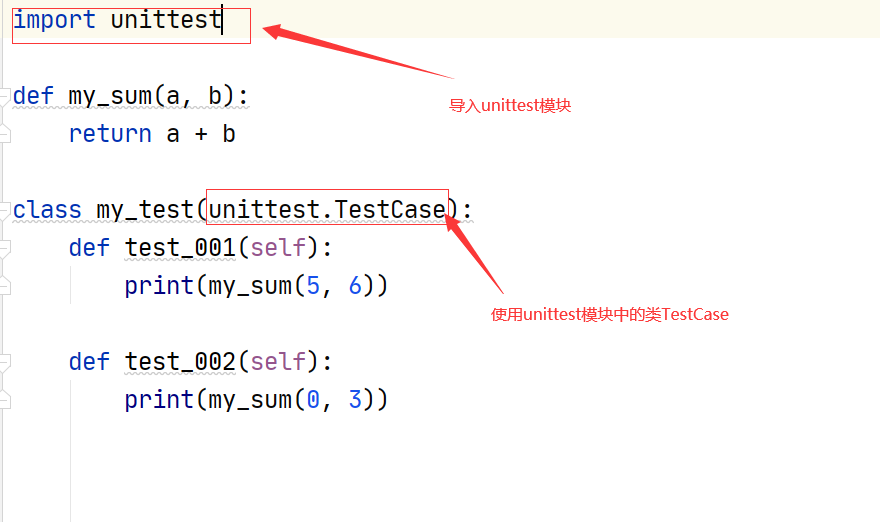 import unittest
导入unittest模块
def my_sum(a, b):
    return a + b
class my_test(unittest.TestCase):
    def test_001(self):
        print(my_sum(5, 6))
使用unittest模块中的类TestCase
    def test_002(self):
        print(my_sum(0, 3))